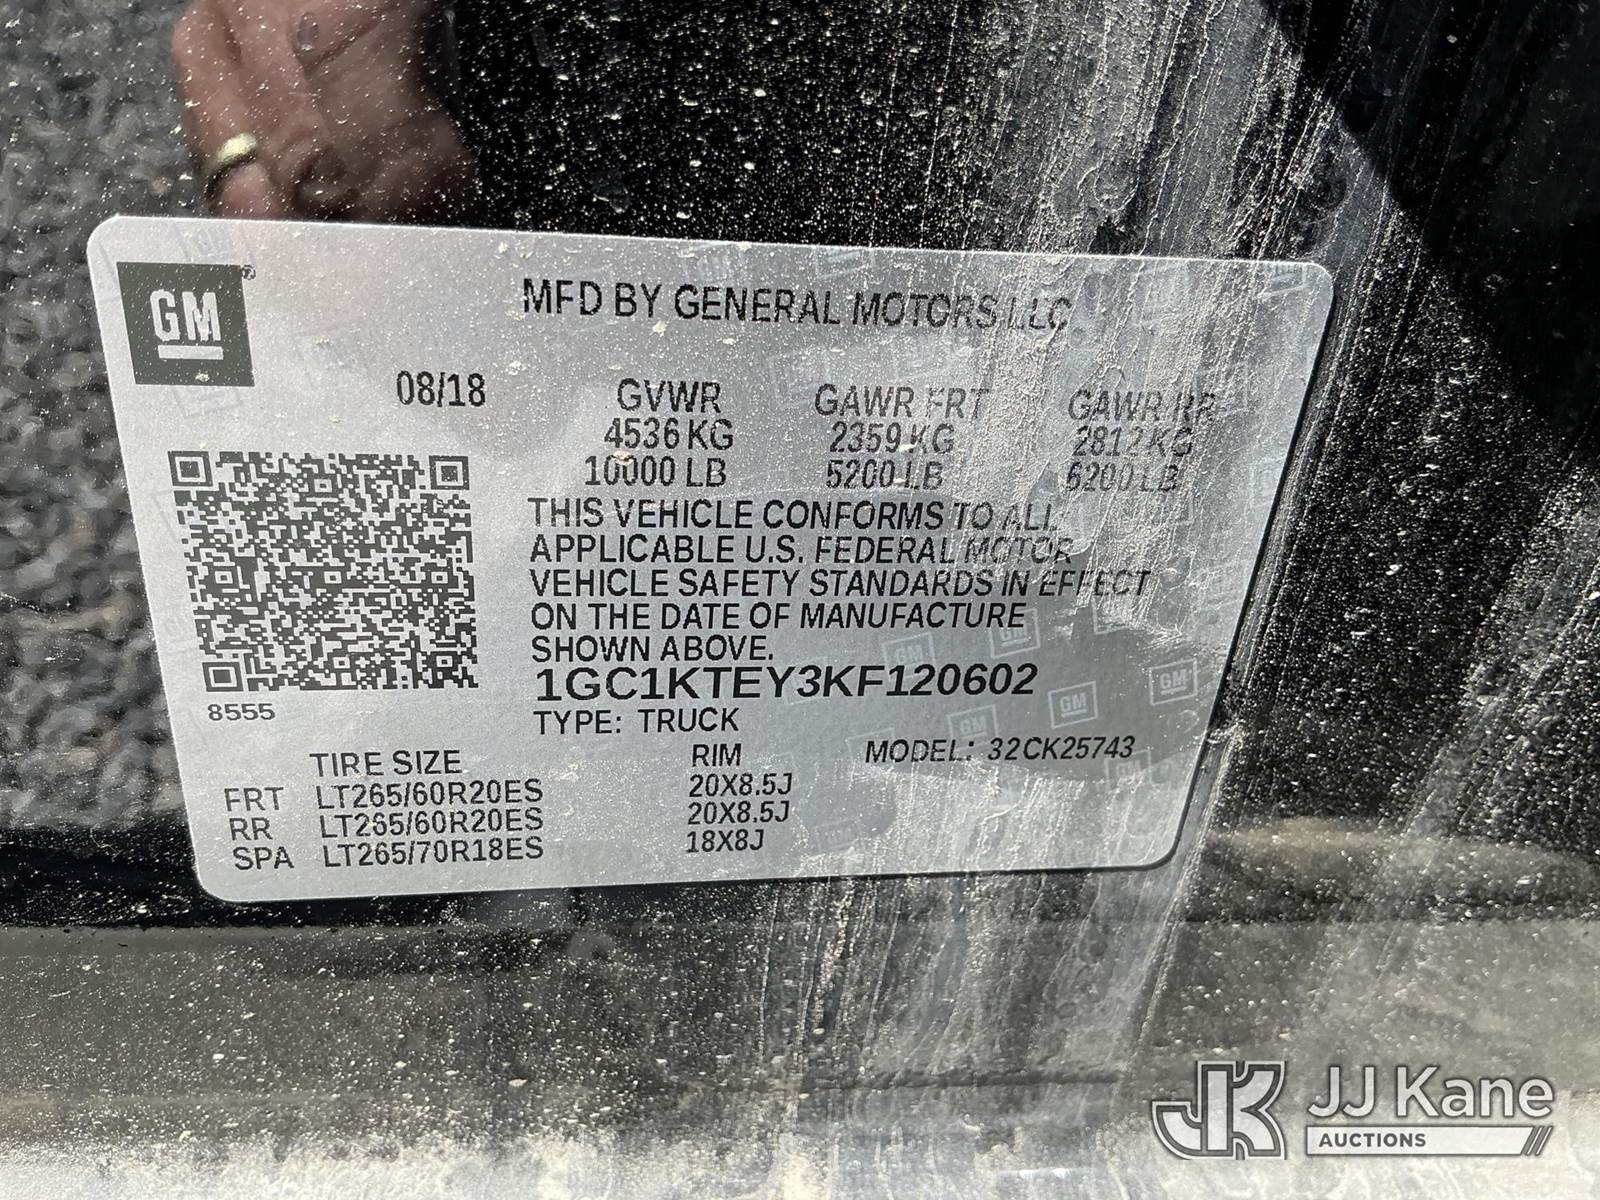 GM®
MFD BY GENERAL MOTORS LLC
08/18 GVWR GAWR FRT GAWR RR
4536 KG 2359 KG 2812 KG
10000 LB 5200 LB 6200 LB
THIS VEHICLE CONFORMS TO ALL
APPLICABLE U.S. FEDERAL MOTOR
VEHICLE SAFETY STANDARDS IN EFFECT
ON THE DATE OF MANUFACTURE
SHOWN ABOVE.
1GC1KTEY3KF120602
8555
TYPE: TRUCK
TIRE SIZE RIM MODEL: 32CK25743
FRT LT265/60R20ES 20X8.5J
RR LT265/60R20ES 20X8.5J
SPA LT265/70R18ES 18X8J
JK JJ Kane
AUCTIONS